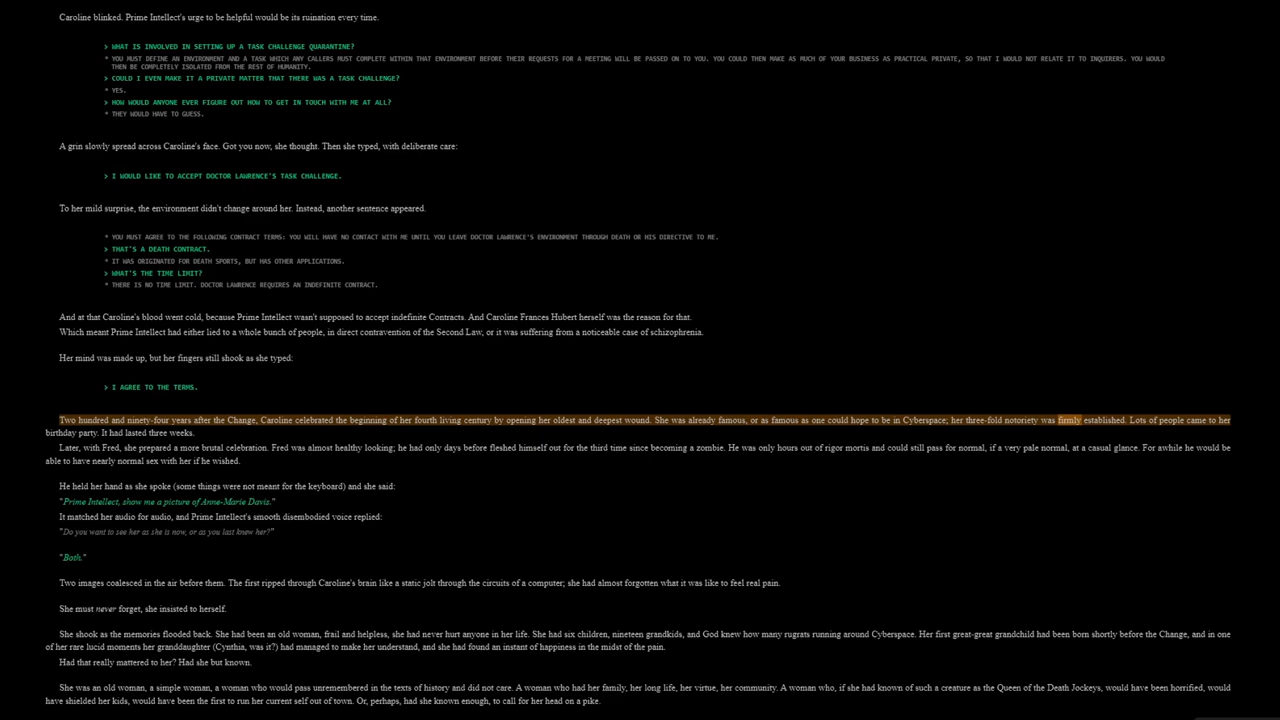 Caroline blinked. Prime Intellect's urge to be helpful would be its ruination every time.
> WHAT IS INVOLVED IN SETTING UP A TASK CHALLENGE QUARANTINE?
* YOU MUST DEFINE AN ENVIRONMENT AND A TASK WHICH ANY CALLERS MUST COMPLETE WITHIN THAT ENVIRONMENT BEFORE THEIR REQUESTS FOR A MEETING WILL BE PASSED ON TO YOU. YOU COULD THEN MAKE AS MUCH OF YOUR BUSINESS AS PRACTICAL PRIVATE, SO THAT I WOULD NOT RELATE IT TO INQUIRERS. YOU WOULD
THEN BE COMPLETELY ISOLATED FROM THE REST OF HUMANITY.
> COULD I EVEN MAKE IT A PRIVATE MATTER THAT THERE WAS A TASK CHALLENGE?
* YES.
> HOW WOULD ANYONE EVER FIGURE OUT HOW TO GET IN TOUCH WITH ME AT ALL?
* THEY WOULD HAVE TO GUESS.
A grin slowly spread across Caroline's face. Got you now, she thought. Then she typed, with deliberate care:
> I WOULD LIKE TO ACCEPT DOCTOR LAWRENCE'S TASK CHALLENGE.
To her mild surprise, the environment didn't change around her. Instead, another sentence appeared.
* YOU MUST AGREE TO THE FOLLOWING CONTRACT TERMS: YOU WILL HAVE NO CONTACT WITH ME UNTIL YOU LEAVE DOCTOR LAWRENCE'S ENVIRONMENT THROUGH DEATH OR HIS DIRECTIVE TO ME.
> THAT'S A DEATH CONTRACT.
* IT WAS ORIGINATED FOR DEATH SPORTS, BUT HAS OTHER APPLICATIONS.
> WHAT'S THE TIME LIMIT?
* THERE IS NO TIME LIMIT. DOCTOR LAWRENCE REQUIRES AN INDEFINITE CONTRACT.
And at that Caroline's blood went cold, because Prime Intellect wasn't supposed to accept indefinite Contracts. And Caroline Frances Hubert herself was the reason for that.
Which meant Prime Intellect had either lied to a whole bunch of people, in direct contravention of the Second Law, or it was suffering from a noticeable case of schizophrenia.
Her mind was made up, but her fingers still shook as she typed:
> I AGREE TO THE TERMS.
Two hundred and ninety-four years after the Change, Caroline celebrated the beginning of her fourth living century by opening her oldest and deepest wound. She was already famous, or as famous as one could hope to be in Cyberspace; her three-fold notoriety was firmly established. Lots of people came to her
birthday party. It had lasted three weeks.
Later, with Fred, she prepared a more brutal celebration. Fred was almost healthy looking; he had only days before fleshed himself out for the third time since becoming a zombie. He was only hours out of rigor mortis and could still pass for normal, if a very pale normal, at a casual glance. For awhile he would be
able to have nearly normal sex with her if he wished.
He held her hand as she spoke (some things were not meant for the keyboard) and she said:
"Prime Intellect, show me a picture of Anne-Marie Davis."
It matched her audio for audio, and Prime Intellect's smooth disembodied voice replied:
"Do you want to see her as she is now, or as you last knew her?"
"Both."
Two images coalesced in the air before them. The first ripped through Caroline's brain like a static jolt through the circuits of a computer; she had almost forgotten what it was like to feel real pain.
She must never forget, she insisted to herself.
She shook as the memories flooded back. She had been an old woman, frail and helpless, she had never hurt anyone in her life. She had six children, nineteen grandkids, and God knew how many rugrats running around Cyberspace. Her first great-great grandchild had been born shortly before the Change, and in one
of her rare lucid moments her granddaughter (Cynthia, was it?) had managed to make her understand, and she had found an instant of happiness in the midst of the pain.
Had that really mattered to her? Had she but known.
She was an old woman, a simple woman, a woman who would pass unremembered in the texts of history and did not care. A woman who had her family, her long life, her virtue, her community. A woman who, if she had known of such a creature as the Queen of the Death Jockeys, would have been horrified, would
have shielded her kids, would have been the first to run her current self out of town. Or, perhaps, had she known enough, to call for her head on a pike.